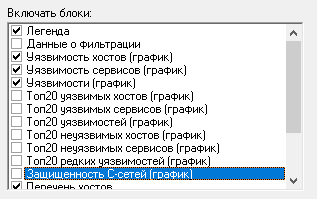 Включать блоки:
Легенда
Данные о фильтрации
Уязвимость хостов (график)
Уязвимость сервисов (график)
Уязвимости (график)
Топ20 уязвимых хостов (график)
Топ20 уязвимых сервисов (график)
Топ20 уязвимостей (график)
Топ20 неуязвимых хостов (график)
Топ20 неуязвимых сервисов (график)
Топ20 редких уязвимостей (график)
Защищенность C-сетей (график)
Перечень хостов